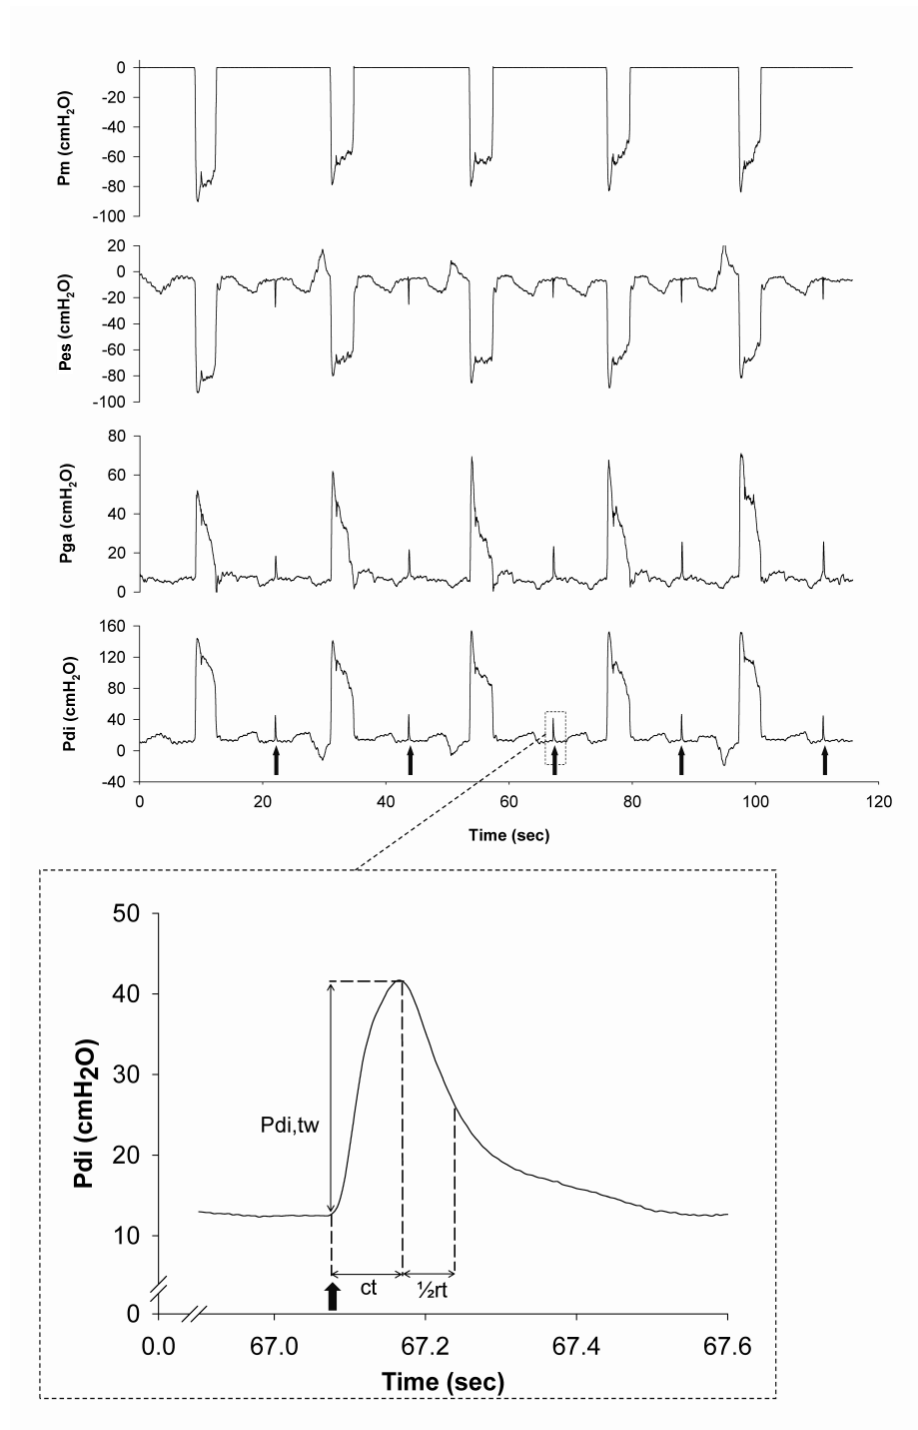 0
-20
-40
-60
-80
-100
Pm (cmH₂O)
20
0
-20
-40
-60
-80
-100
Pes (cmH₂O)
80
60
40
20
0
Pga (cmH₂O)
160
120
80
40
0
-40
Pdi (cmH₂O)
0 20 40 60 80 100 120
Time (sec)
50
40
30
20
10
0
Pdi (cmH₂O)
Pdi,tw
ct ½rt
0.0 67.0 67.2 67.4 67.6
Time (sec)